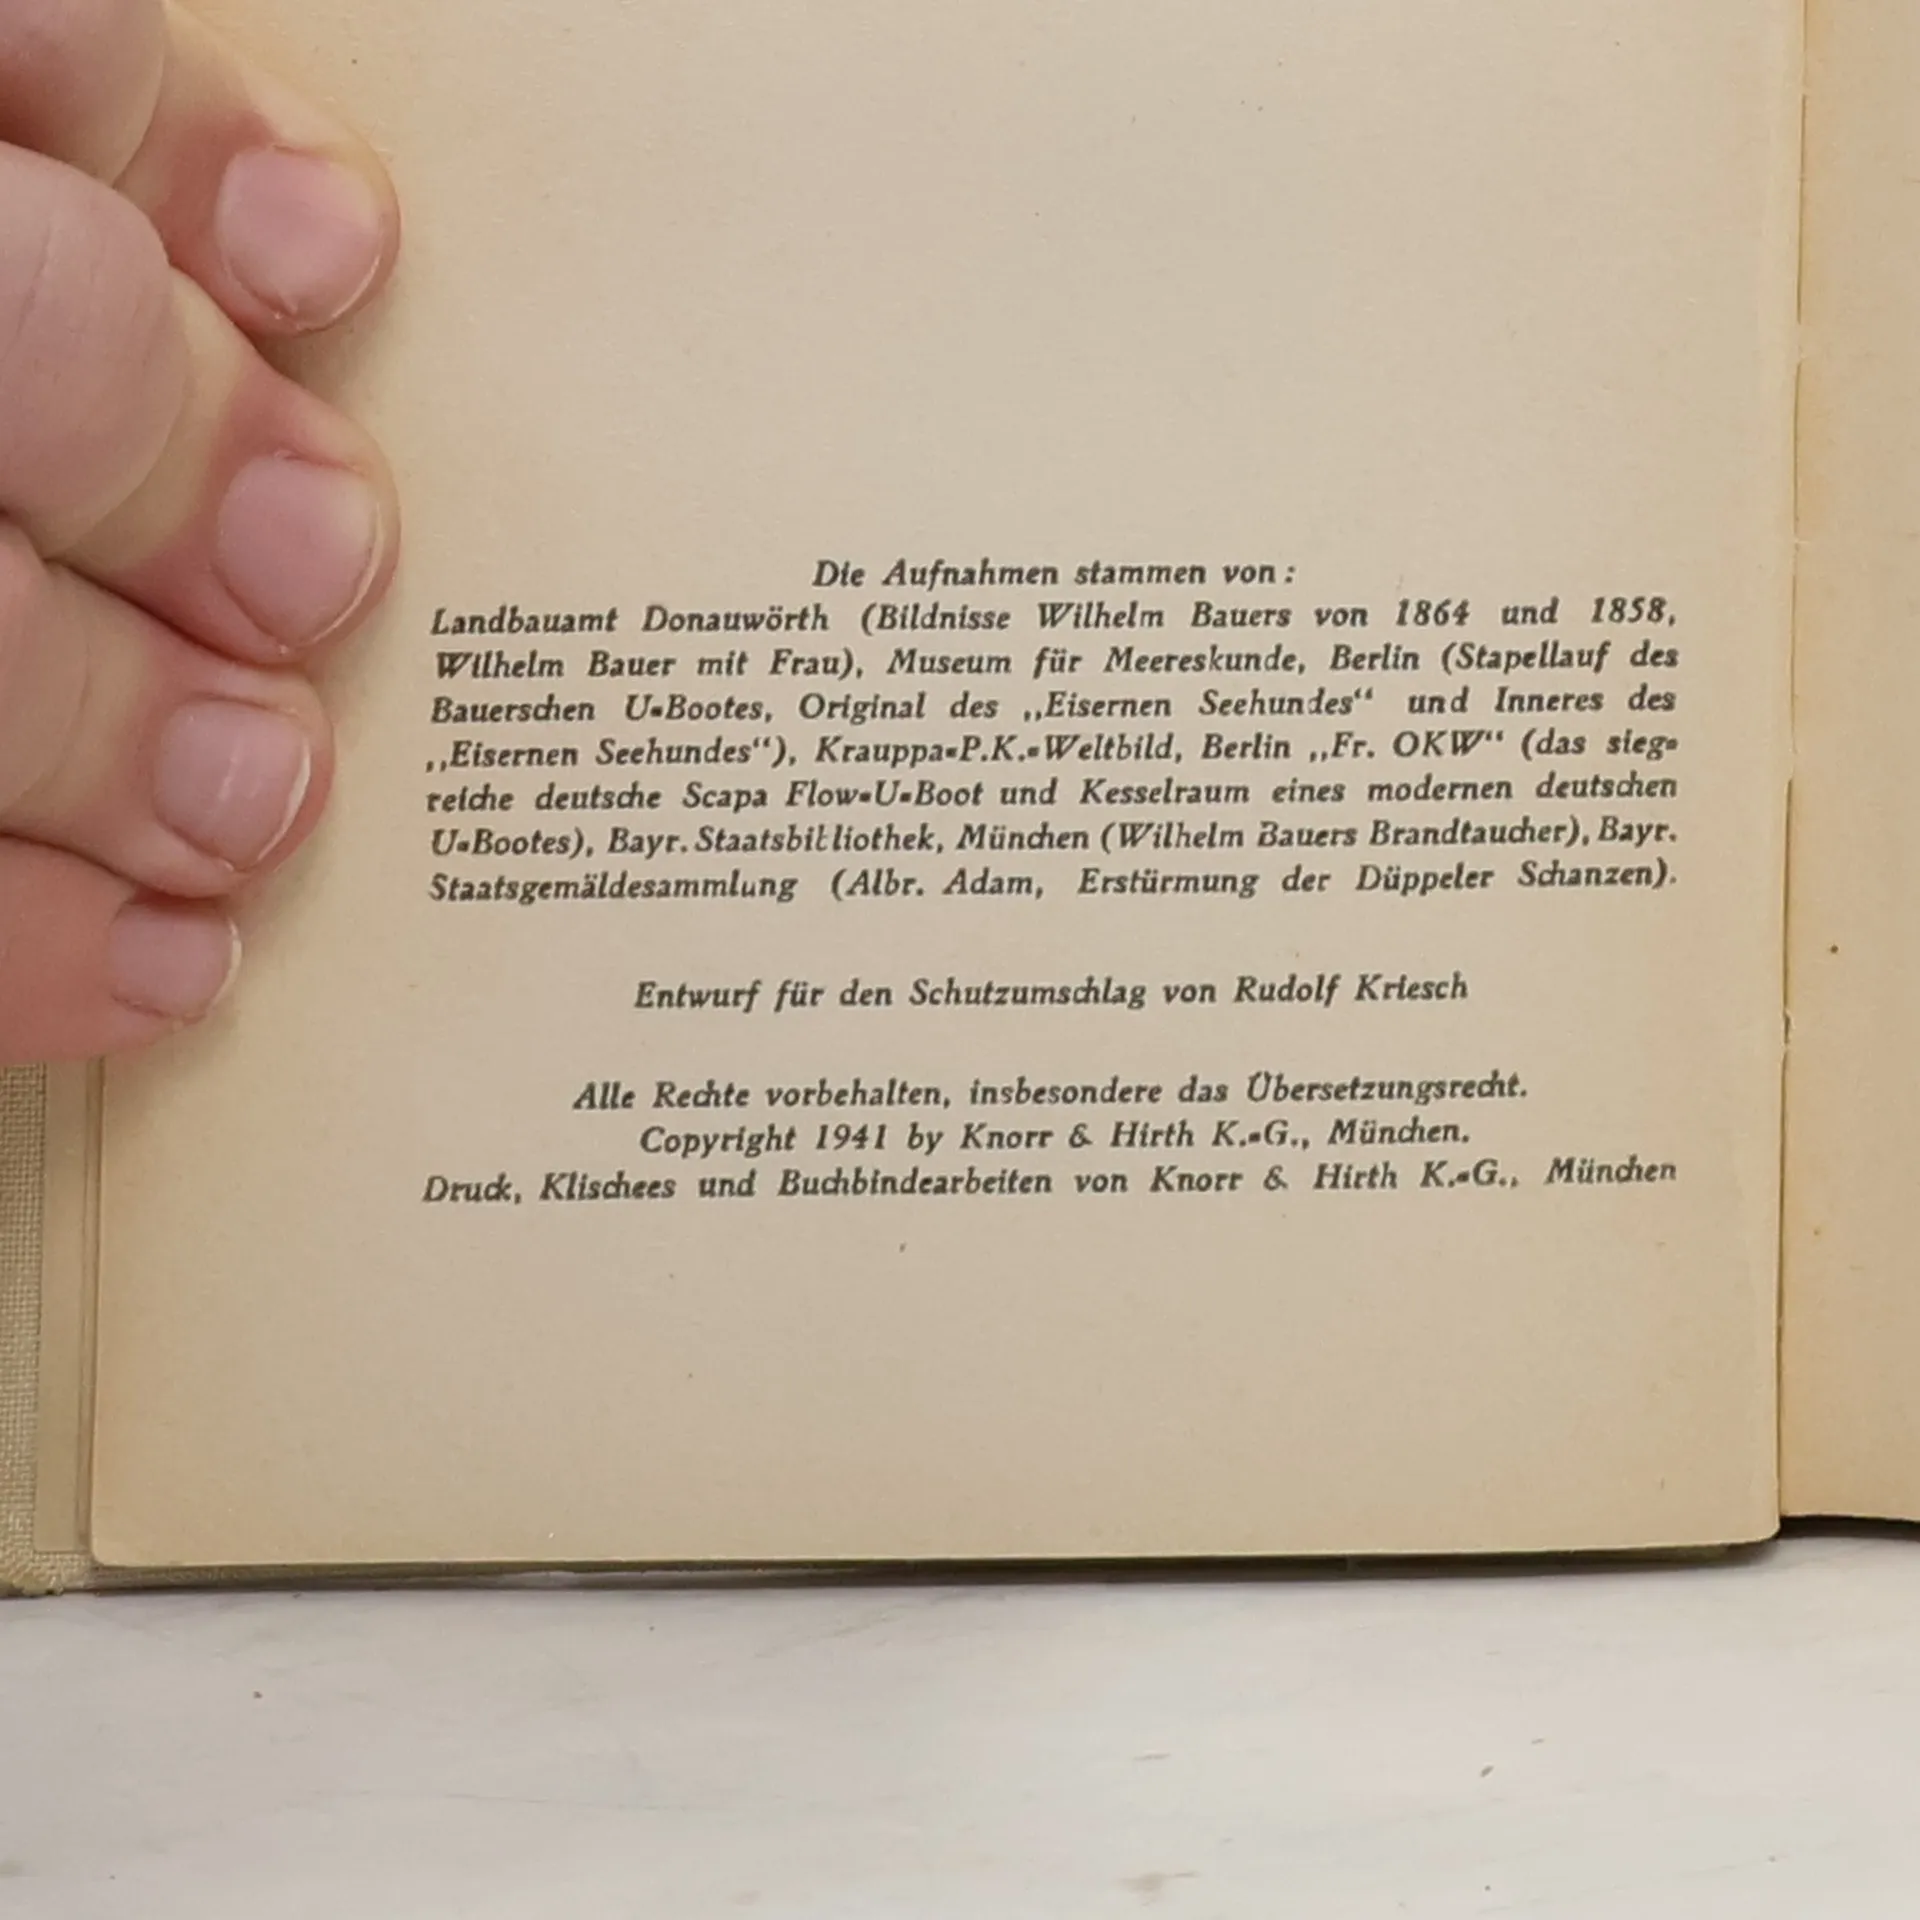 Die Aufnahmen stammen von:
Landbauamt Donauwörth (Bildnisse Wilhelm Bauers von 1864 und 1858,
Wilhelm Bauer mit Frau), Museum für Meereskunde, Berlin (Stapellauf des
Bauerschen U-Bootes, Original des „Eisernen Seehundes“ und Inneres des
„Eisernen Seehundes“), Krauppa-P.K.-Weltbild, Berlin „Fr. OKW“ (das sieg-
reiche deutsche Scapa Flow-U-Boot und Kesselraum eines modernen deutschen
U-Bootes), Bayr. Staatsbibliothek, München (Wilhelm Bauers Brandtaucher), Bayr.
Staatsgemäldesammlung (Albr. Adam, Erstürmung der Düppeler Schanzen).
Entwurf für den Schutzumschlag von Rudolf Kriesch
Alle Rechte vorbehalten, insbesondere das Übersetzungsrecht.
Copyright 1941 by Knorr & Hirth K.-G., München.
Druck, Klischees und Buchbindearbeiten von Knorr & Hirth K.-G., München